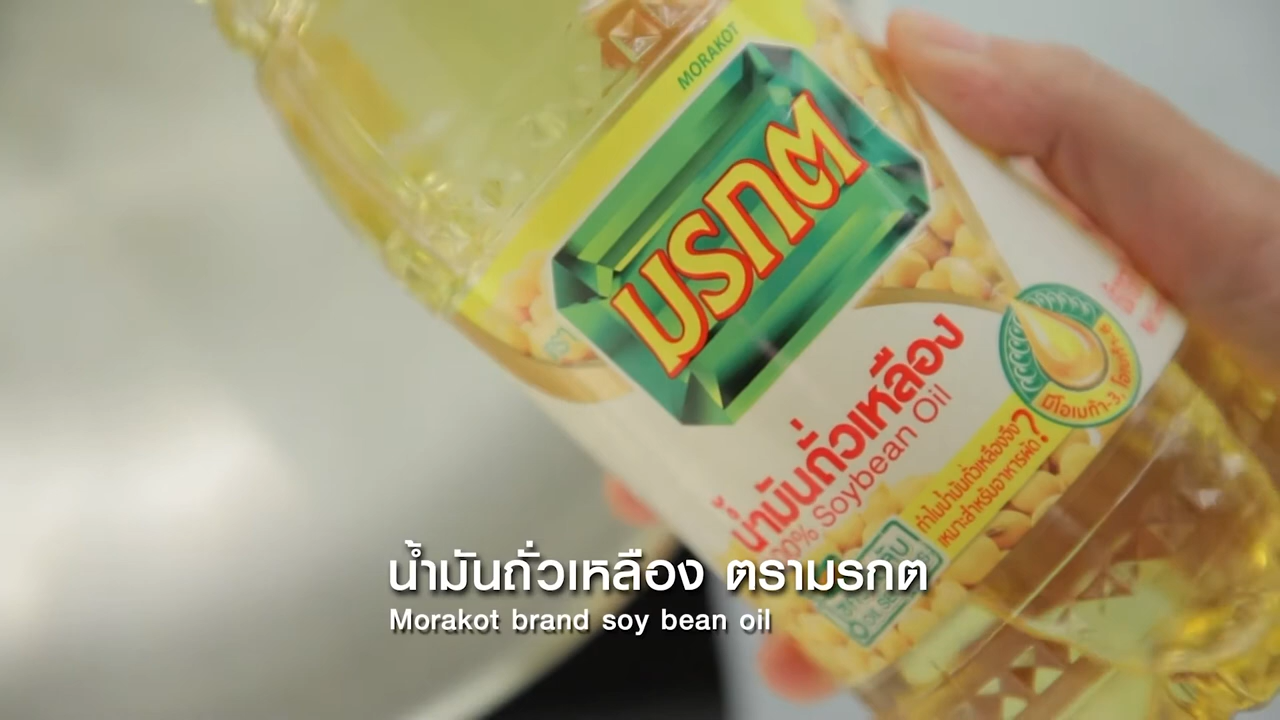 MORAKOT
มรกต
น้ำมันถั่วเหลือง
100% Soybean Oil
มีโอเมก้า-3,
ทำไมน้ำมันถั่วเหลืองจึง
เหมาะสำหรับอาหารผัด?
น้ำมันถั่วเหลือง ตรามรกต
Morakot brand soy bean oil